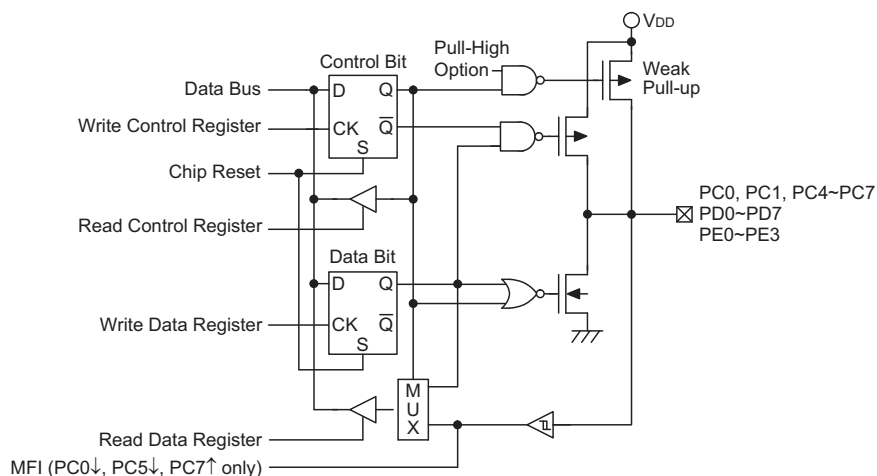 VDD
Pull-High
Option
Control Bit
Weak
Pull-up
Data Bus
D
Q
Write Control Register
CK
Q
S
Chip Reset
PC0, PC1, PC4~PC7
PD0~PD7
PE0~PE3
Read Control Register
Data Bit
D
Q
Write Data Register
CK
Q
S
M
U
X
Read Data Register
MFI (PC0↓, PC5↓, PC7↑ only)